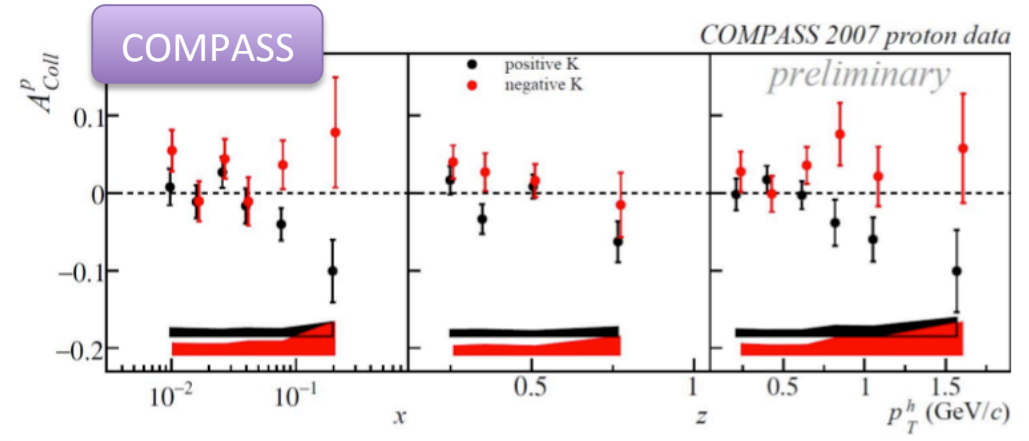 COMPASS
COMPASS 2007 proton data
preliminary
positive K
negative K
A^p_Coll
0.1
0
−0.1
−0.2
10^−2 10^−1
x
0.5 1
z
0.5 1 1.5
p_T^h (GeV/c)